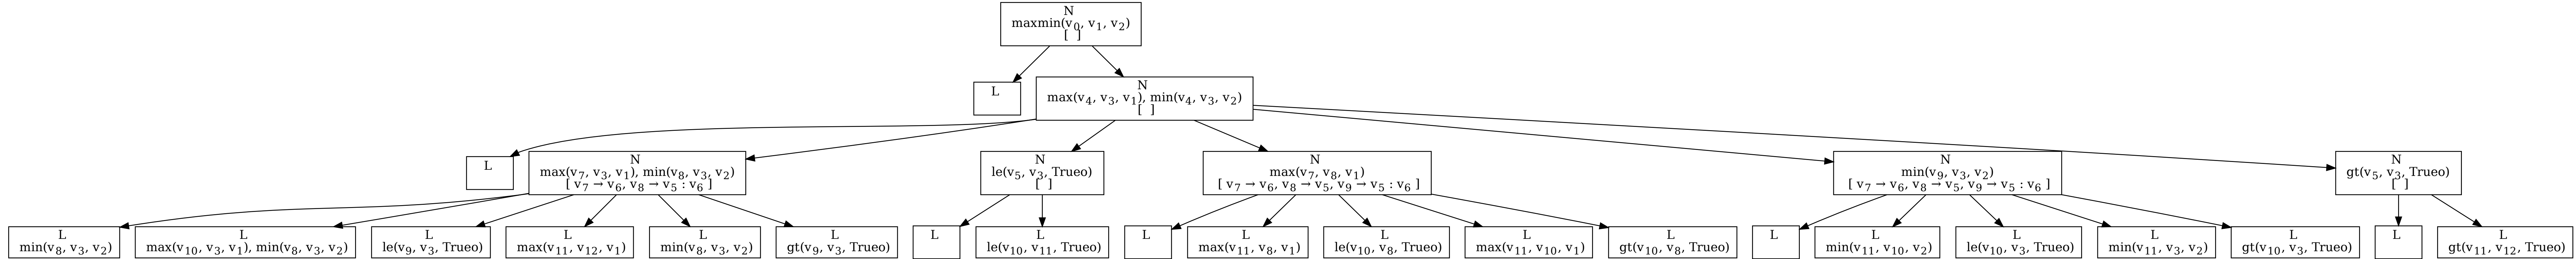 N
maxmin(v0, v1, v2)
[ ]
L
N
max(v4, v3, v1), min(v4, v3, v2)
[ ]
L
N
max(v7, v3, v1), min(v8, v3, v2)
[ v7 → v6, v8 → v5 : v6 ]
N
le(v5, v3, Trueo)
[ ]
N
max(v7, v8, v1)
[ v7 → v6, v8 → v5, v9 → v5 : v6 ]
N
min(v9, v3, v2)
[ v7 → v6, v8 → v5, v9 → v5 : v6 ]
N
gt(v5, v3, Trueo)
[ ]
L
min(v8, v3, v2)
L
max(v10, v3, v1), min(v8, v3, v2)
L
le(v9, v3, Trueo)
L
max(v11, v12, v1)
L
min(v8, v3, v2)
L
gt(v9, v3, Trueo)
L
L
le(v10, v11, Trueo)
L
L
max(v11, v8, v1)
L
le(v10, v8, Trueo)
L
max(v11, v10, v1)
L
gt(v10, v8, Trueo)
L
L
min(v11, v10, v2)
L
le(v10, v3, Trueo)
L
min(v11, v3, v2)
L
gt(v10, v3, Trueo)
L
L
gt(v11, v12, Trueo)